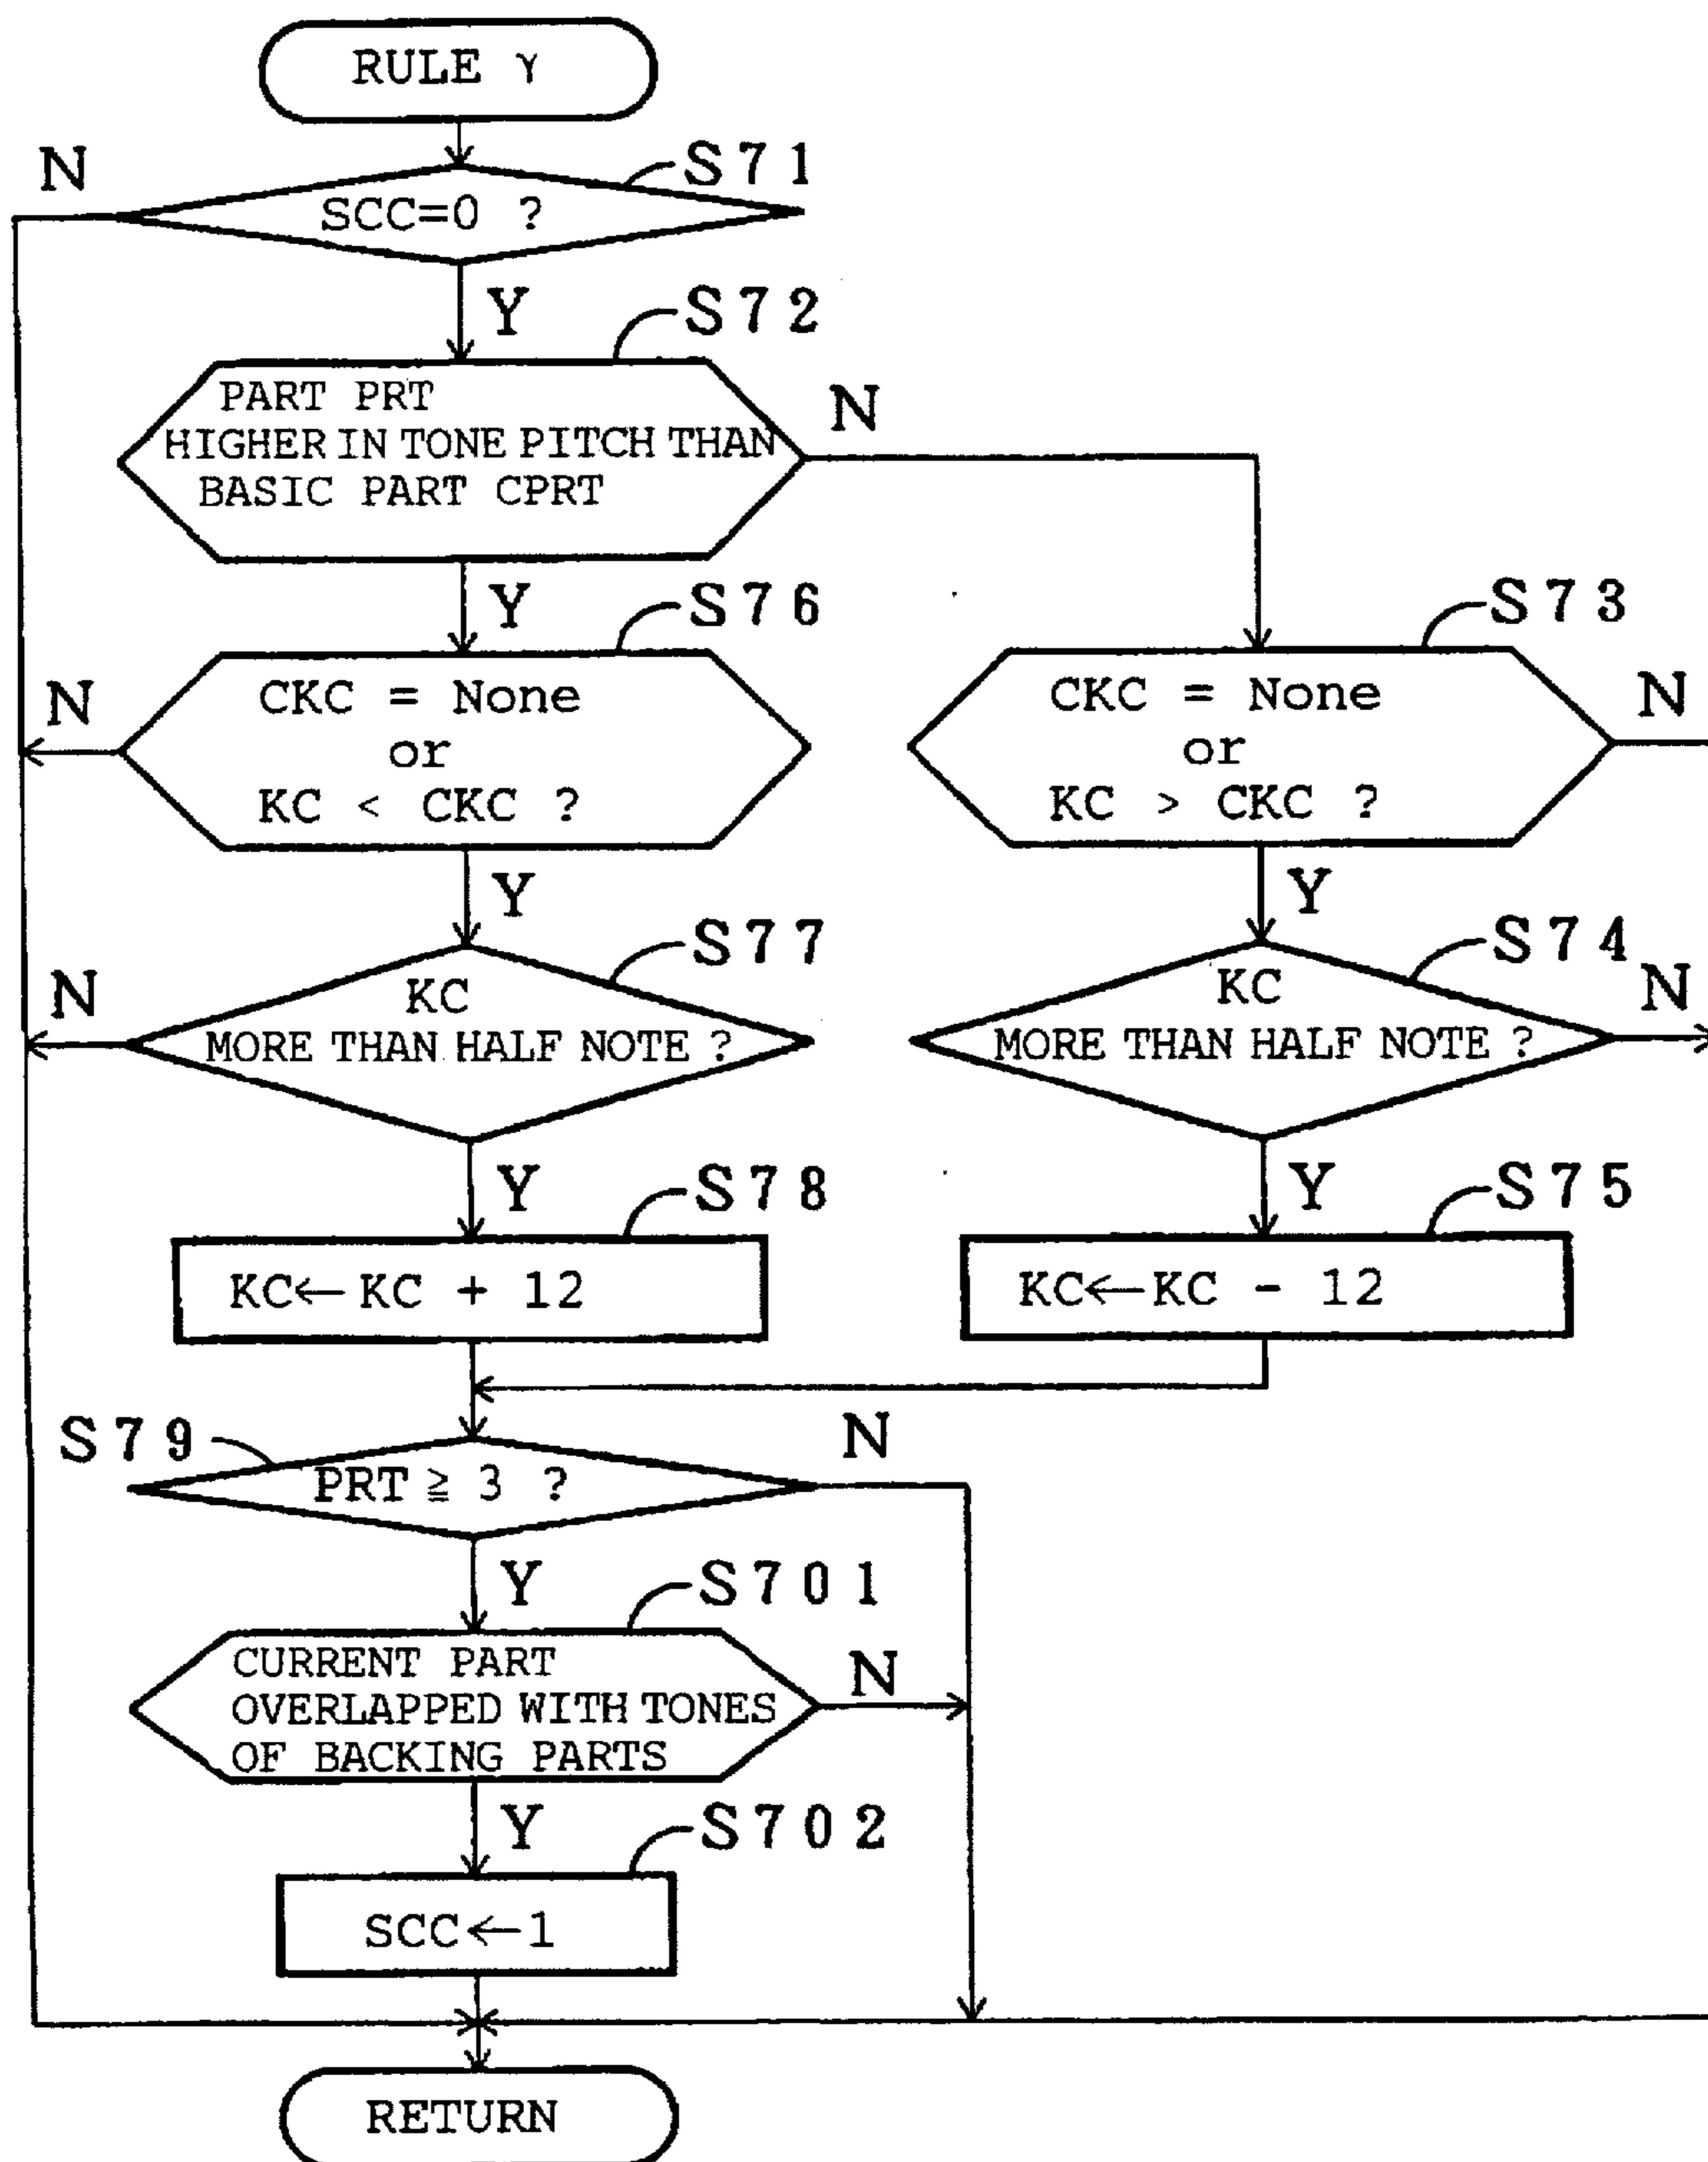 RULE γ
N
S71
SCC=0 ?
Y
S72
PART PRT
HIGHER IN TONE PITCH THAN
BASIC PART CPRT
N
Y
S76
S73
N
CKC = None
or
KC < CKC ?
CKC = None
or
KC > CKC ?
N
Y
S77
Y
S74
N
KC
MORE THAN HALF NOTE ?
KC
MORE THAN HALF NOTE ?
N
Y
S78
Y
S75
KC←KC + 12
KC←KC - 12
S79
PRT ≧ 3 ?
N
Y
S701
CURRENT PART
OVERLAPPED WITH TONES
OF BACKING PARTS
N
Y
S702
SCC←1
RETURN